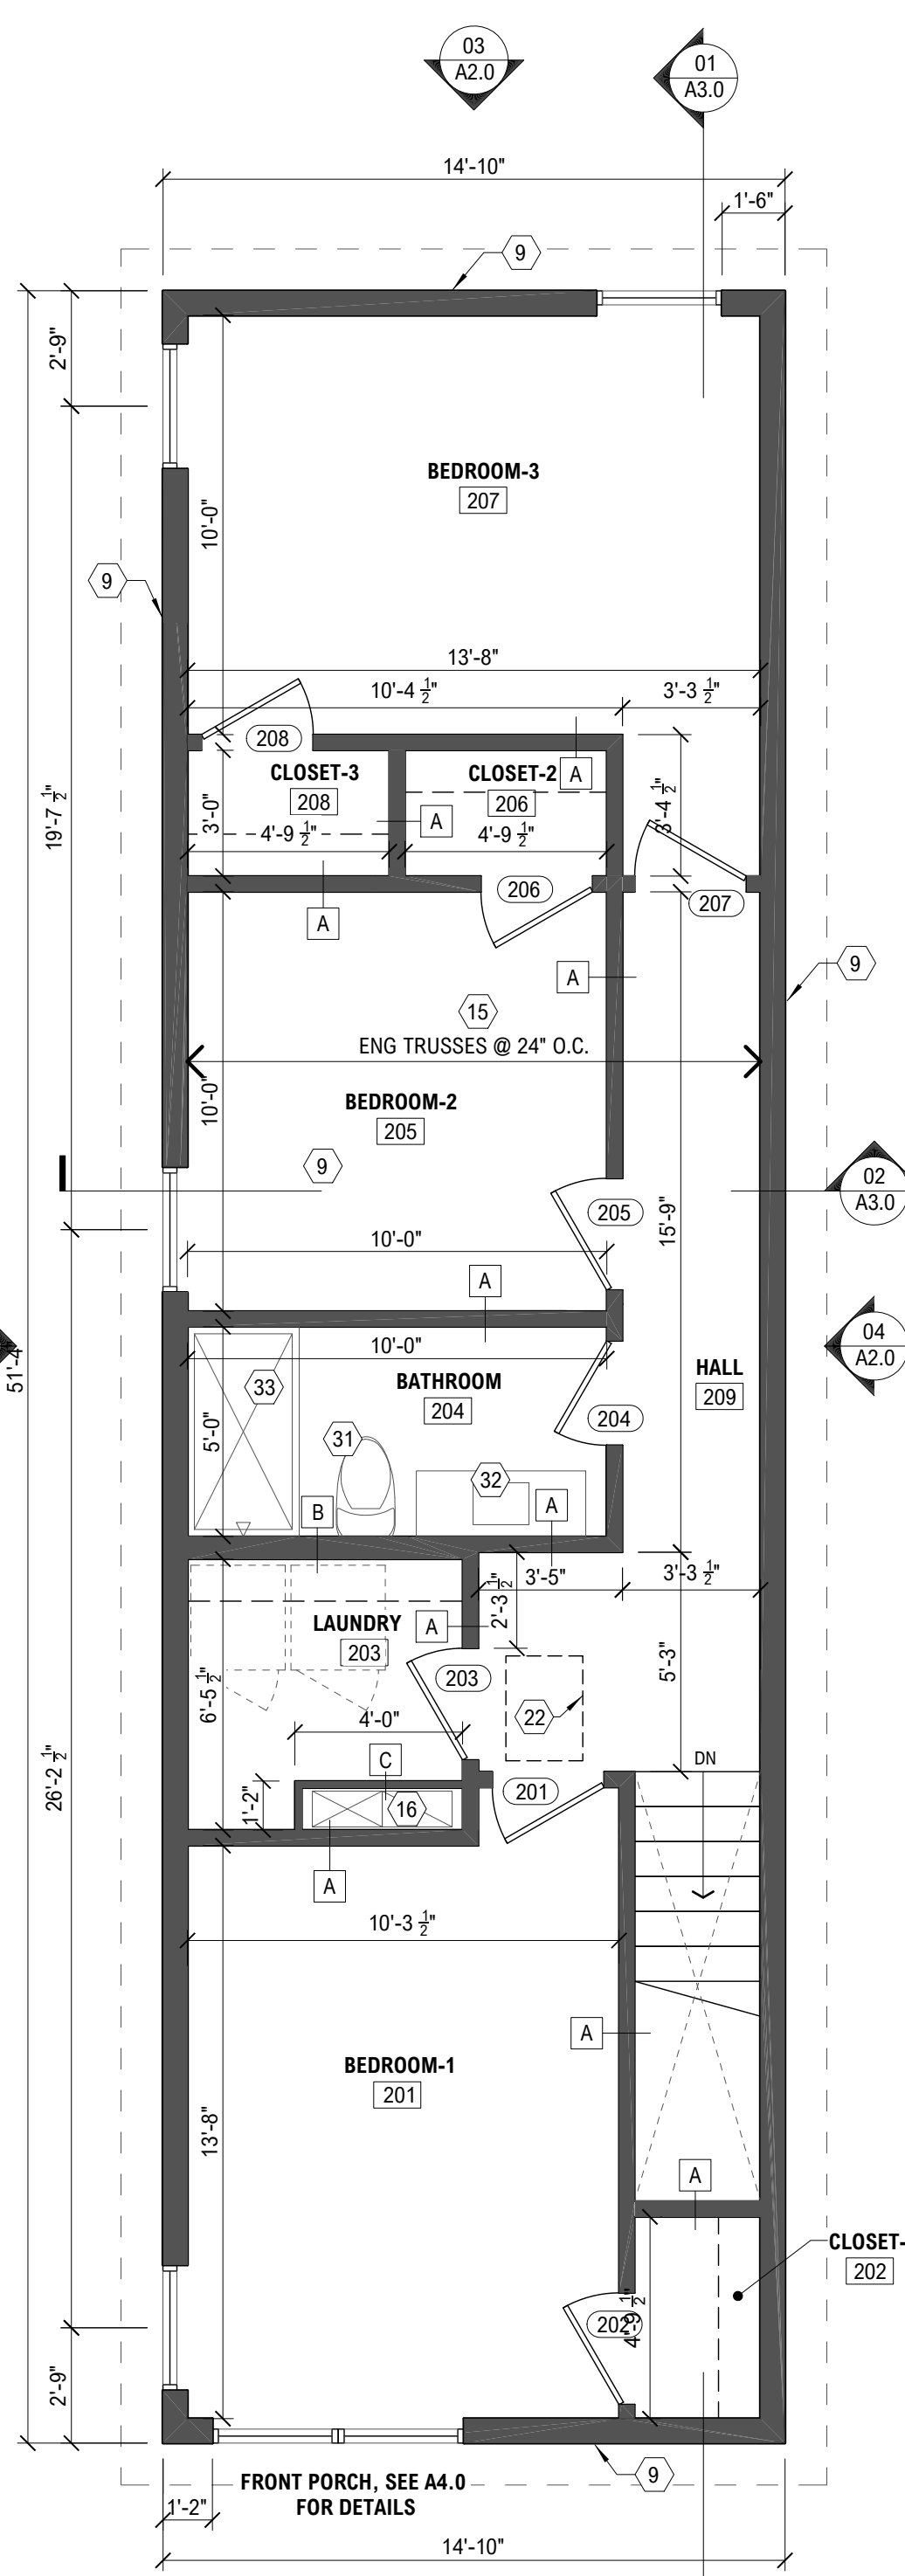 03
A2.0
01
A3.0
14'-10"
1'-6"
9
2'-9"
BEDROOM-3
207
10'-0"
9
13'-8"
10'-4 1/2"
3'-3 1/2"
208
CLOSET-3
208
CLOSET-2
206
A
3'-0"
A
3'-4 1/2"
4'-9 1/2"
4'-9 1/2"
19'-7 1/2"
206
207
A
A
9
15
ENG TRUSSES @ 24" O.C.
10'-0"
BEDROOM-2
205
9
02
A3.0
205
15'-9"
10'-0"
A
04
A2.0
51'-4"
10'-0"
BATHROOM
204
HALL
209
33
204
31
5'-0"
32
B
A
3'-5"
3'-3 1/2"
2'-3 1/2"
LAUNDRY
203
A
203
5'-3"
6'-5 1/2"
4'-0"
22
C
DN
201
26'-2 1/2"
1'-2"
16
A
10'-3 1/2"
A
BEDROOM-1
201
13'-8"
A
CLOSET-
202
202
4'-9 1/2"
2'-9"
9
FRONT PORCH, SEE A4.0
FOR DETAILS
1'-2"
14'-10"